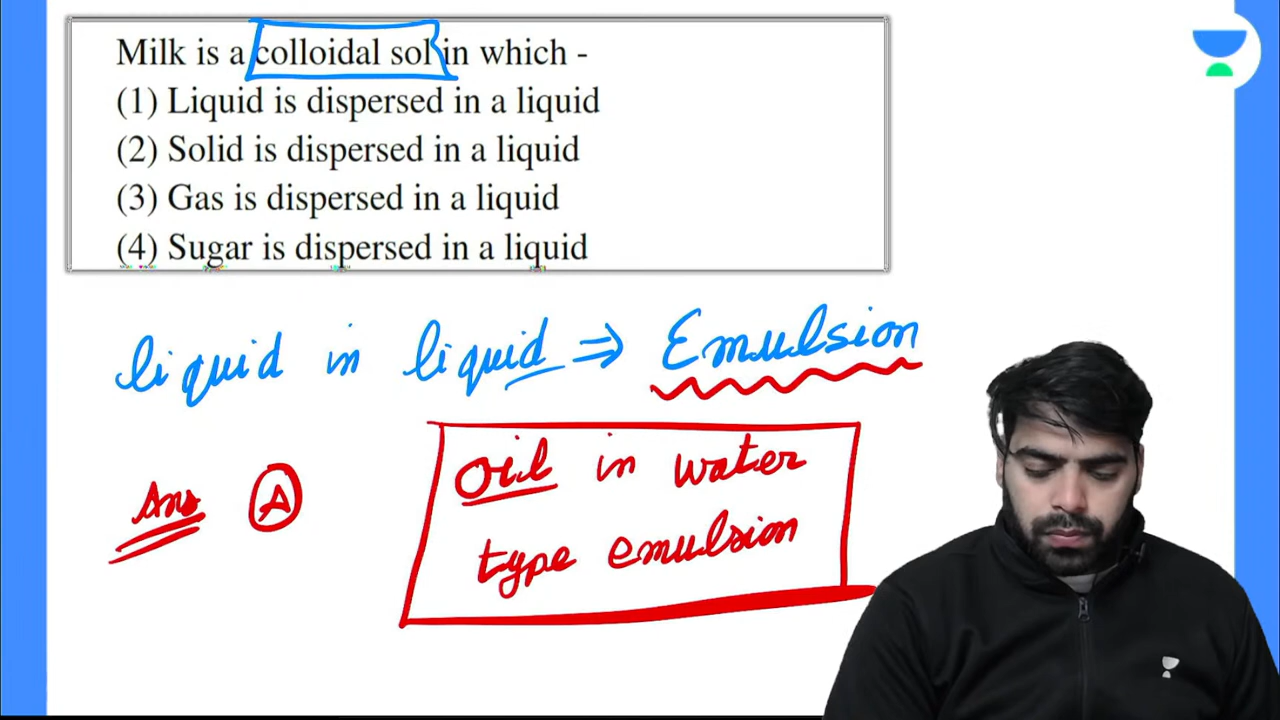 Milk is a colloidal sol in which -
(1) Liquid is dispersed in a liquid
(2) Solid is dispersed in a liquid
(3) Gas is dispersed in a liquid
(4) Sugar is dispersed in a liquid
liquid in liquid ⇒ Emulsion
Oil in water
Ans A
type emulsion